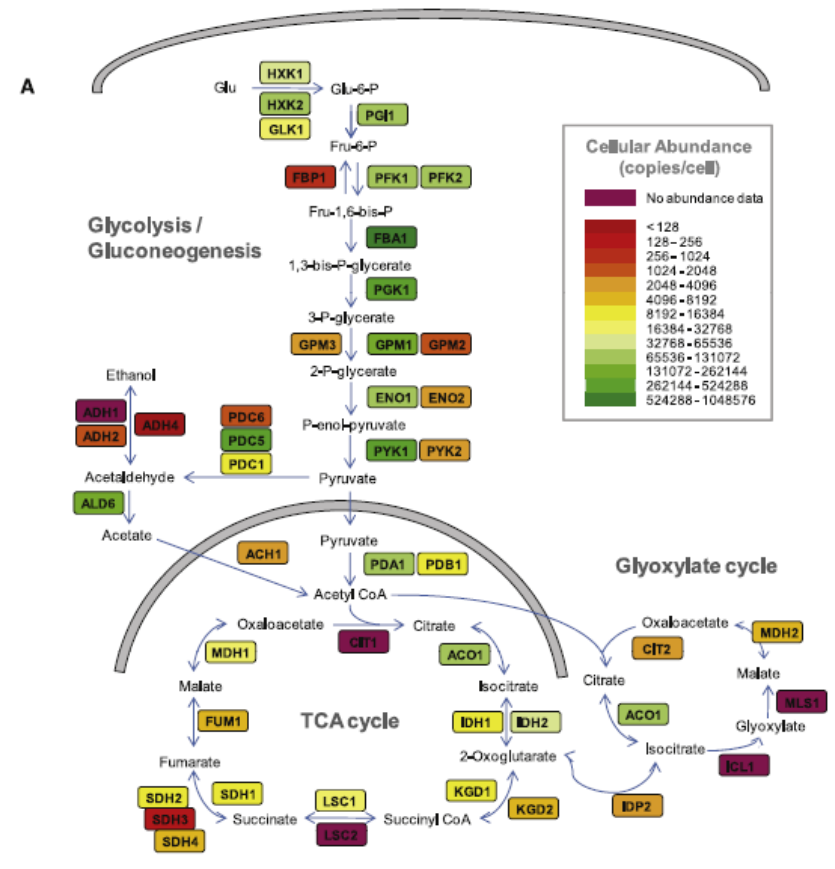 A
Glu
HXK1
Glu-6-P
HXK2
GLK1
PGI1
Fru-6-P
FBP1
PFK1
PFK2
Fru-1,6-bis-P
Glycolysis /
Gluconeogenesis
FBA1
1,3-bis-P-glycerate
PGK1
3-P-glycerate
GPM3
GPM1
GPM2
2-P-glycerate
ENO1
ENO2
P-enol-pyruvate
PYK1
PYK2
Pyruvate
Ethanol
ADH1
ADH4
ADH2
PDC6
PDC5
PDC1
Acetaldehyde
ALD6
Acetate
Cellular Abundance
(copies/cell)
No abundance data
<128
128-256
256-1024
1024-2048
2048-4096
4096-8192
8192-16384
16384-32768
32768-65536
65536-131072
131072-262144
262144-524288
524288-1048576
Pyruvate
ACH1
PDA1
PDB1
Acetyl CoA
Oxaloacetate
CIT1
Citrate
MDH1
ACO1
Malate
Isocitrate
FUM1
TCA cycle
IDH1
IDH2
Fumarate
2-Oxoglutarate
SDH2
SDH1
SDH3
SDH4
Succinate
LSC1
LSC2
Succinyl CoA
KGD1
KGD2
Glyoxylate cycle
Oxaloacetate
MDH2
CIT2
Citrate
Malate
MLS1
ACO1
Glyoxylate
Isocitrate
ICL1
IDP2